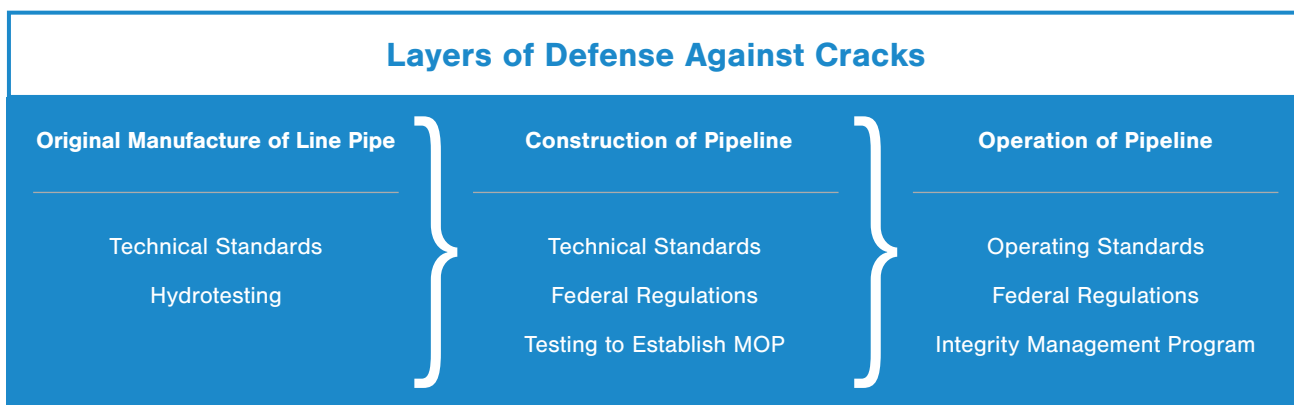 Layers of Defense Against Cracks
Original Manufacture of Line Pipe
Technical Standards
Hydrotesting
Construction of Pipeline
Technical Standards
Federal Regulations
Testing to Establish MOP
Operation of Pipeline
Operating Standards
Federal Regulations
Integrity Management Program